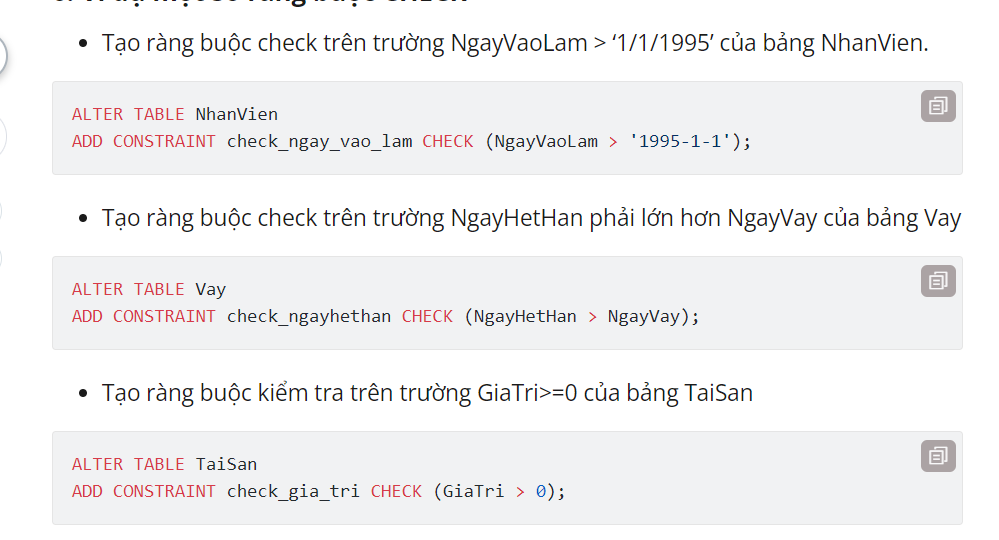 Tạo ràng buộc check trên trường NgayVaoLam > ‘1/1/1995’ của bảng NhanVien.
ALTER TABLE NhanVien
ADD CONSTRAINT check_ngay_vao_lam CHECK (NgayVaoLam > '1995-1-1');
Tạo ràng buộc check trên trường NgayHetHan phải lớn hơn NgayVay của bảng Vay
ALTER TABLE Vay
ADD CONSTRAINT check_ngayhethan CHECK (NgayHetHan > NgayVay);
Tạo ràng buộc kiểm tra trên trường GiaTri>=0 của bảng TaiSan
ALTER TABLE TaiSan
ADD CONSTRAINT check_gia_tri CHECK (GiaTri > 0);